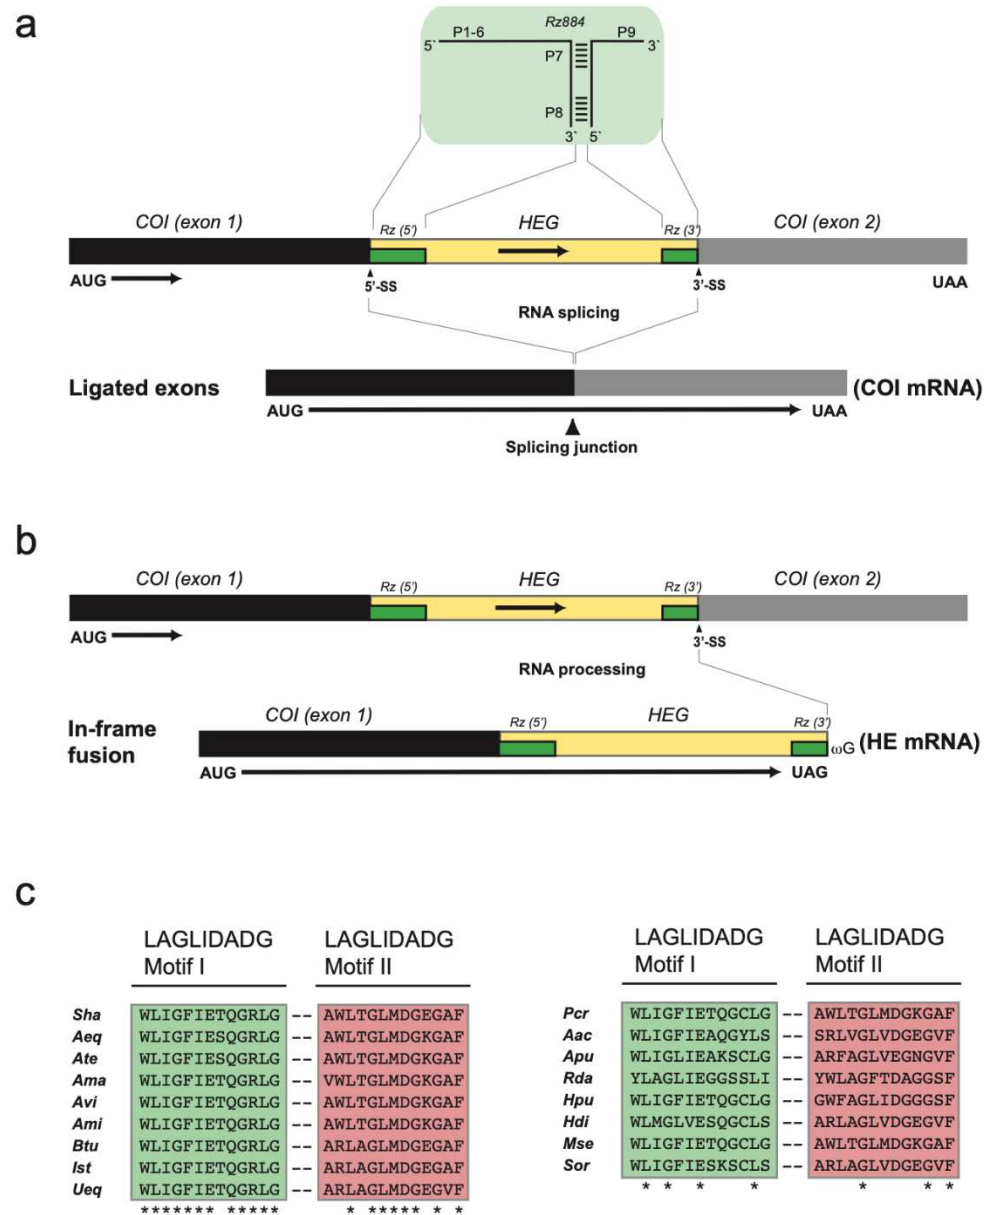 a
Rz884
5` P1-6 P9 3`
P7
P8
3` 5`
COI (exon 1) Rz (5') HEG Rz (3') COI (exon 2)
AUG 5'-SS 3'-SS UAA
RNA splicing
Ligated exons (COI mRNA)
AUG UAA
Splicing junction
b
COI (exon 1) Rz (5') HEG Rz (3') COI (exon 2)
AUG 3'-SS
RNA processing
In-frame fusion
COI (exon 1) Rz (5') HEG Rz (3')
ωG (HE mRNA)
AUG UAG
c
LAGLIDADG Motif I LAGLIDADG Motif II
Sha WLIGFIETQGRLG -- AWLTGLMDGEGAF
Aeq WLIGFIESQGRLG -- AWLTGLMDGKGAF
Ate WLIGFIESQGRLG -- AWLTGLMDGKGAF
Ama WLIGFIETQGRLG -- VWLTGLMDGKGAF
Avi WLIGFIETQGRLG -- AWLTGLMDGKGAF
Ami WLIGFIETQGRLG -- AWLTGLMDGKGAF
Btu WLIGFIETQGRLG -- ARLAGLMDGEGAF
Ist WLIGFIETQGRLG -- ARLAGLMDGEGAF
Ueq WLIGFIETQGRLG -- ARLAGLMDGEGVF
******* ***** * ***** * *
LAGLIDADG Motif I LAGLIDADG Motif II
Pcr WLIGFIETQGCLG -- AWLTGLMDGKGAF
Aac WLIGFIEAQGYLS -- SRLVGLVDGEGVF
Apu WLIGLIEAKSCLG -- ARFAGLVEGNGVF
Rda YLAGLIEGGSSLI -- YWLAGFTDAGGSF
Hpu WLIGFIETQGCLG -- GWFAGLIDGGGSF
Hdi WLMGLVESQGCLS -- ARLAGLVDGEGVF
Mse WLIGFIETQGCLG -- AWLTGLMDGKGAF
Sor WLIGFIESKSCLS -- ARLAGLVDGEGVF
* * * * * * *